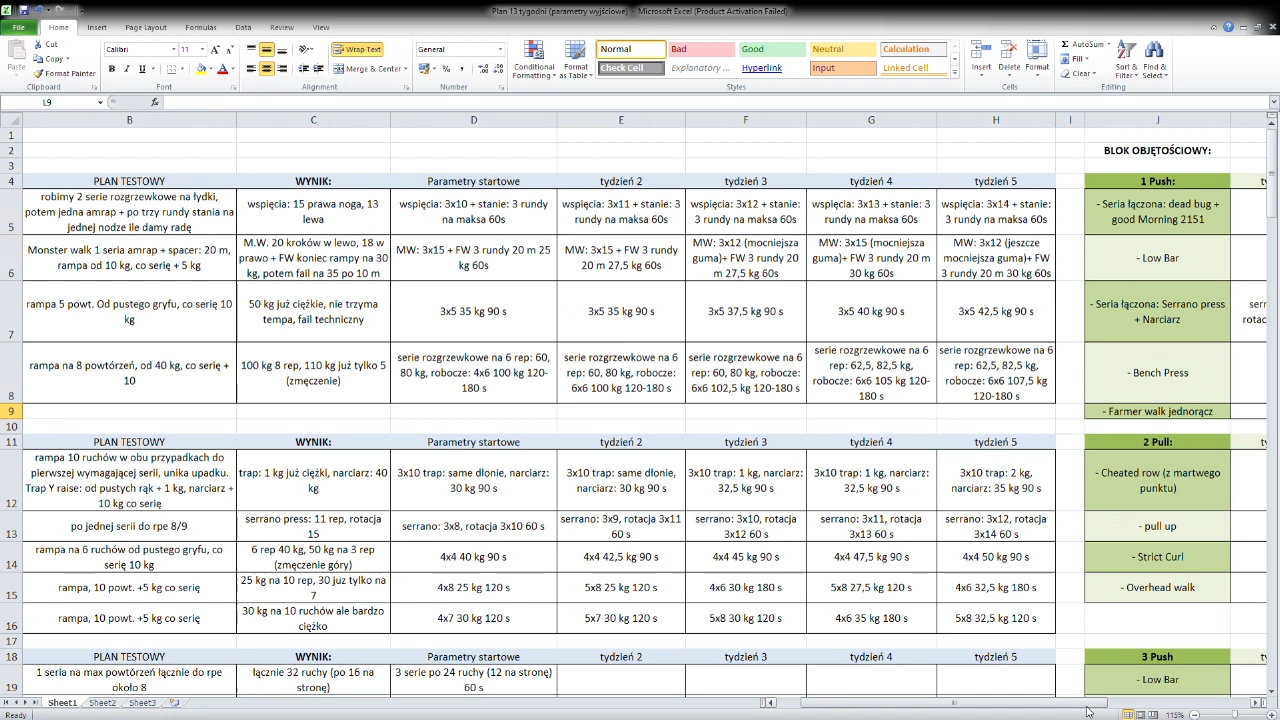 Plan 13 tygodni (parametry wyjściowe) - Microsoft Excel (Product Activation Failed)
File Home Insert Page Layout Formulas Data Review View
Cut
Copy
Format Painter
Paste
Clipboard
Calibri 11
B I U
Font
Wrap Text
Merge & Center
Alignment
General
Number
Conditional Formatting
Format as Table
Normal Bad Good Neutral Calculation
Check Cell Explanatory ... Hyperlink Input Linked Cell
Styles
Insert Delete Format
Cells
AutoSum
Fill
Clear
Sort & Filter
Find & Select
Editing
L9 fx
B C D E F G H I J
1
2 BLOK OBJĘTOŚCIOWY:
3
4 PLAN TESTOWY WYNIK: Parametry startowe tydzień 2 tydzień 3 tydzień 4 tydzień 5 1 Push:
5
robimy 2 serie rozgrzewkowe na łydki,
potem jedna amrap + po trzy rundy stania na
jednej nodze ile damy radę
wspięcia: 15 prawa noga, 13
lewa
wspięcia: 3x10 + stanie: 3 rundy
na maksa 60s
wspięcia: 3x11 + stanie: 3
rundy na maksa 60s
wspięcia: 3x12 + stanie:
3 rundy na maksa 60s
wspięcia: 3x13 + stanie:
3 rundy na maksa 60s
wspięcia: 3x14 + stanie:
3 rundy na maksa 60s
- Seria łączona: dead bug +
good Morning 2151
6
Monster walk 1 seria amrap + spacer: 20 m,
rampa od 10 kg, co serię + 5 kg
M.W. 20 kroków w lewo, 18 w
prawo + FW koniec rampy na 30
kg, potem fail na 35 po 10 m
MW: 3x15 + FW 3 rundy 20 m 25
kg 60s
MW: 3x15 + FW 3 rundy
20 m 27,5 kg 60s
MW: 3x12 (mocniejsza
guma)+ FW 3 rundy 20
m 27,5 kg 60s
MW: 3x15 (mocniejsza
guma)+ FW 3 rundy 20 m
30 kg 60s
MW: 3x12 (jeszcze
mocniejsza guma)+ FW
3 rundy 20 m 30 kg 60s
- Low Bar
7
rampa 5 powt. Od pustego gryfu, co serię 10
kg
50 kg już ciężkie, nie trzyma
tempa, fail techniczny
3x5 35 kg 90 s
3x5 35 kg 90 s
3x5 37,5 kg 90 s
3x5 40 kg 90 s
3x5 42,5 kg 90 s
- Seria łączona: Serrano press
+ Narciarz
8
rampa na 8 powtórzeń, od 40 kg, co serię +
10
100 kg 8 rep, 110 kg już tylko 5
(zmęczenie)
serie rozgrzewkowe na 6 rep: 60,
80 kg, robocze: 4x6 100 kg 120-
180 s
serie rozgrzewkowe na 6
rep: 60, 80 kg, robocze:
6x6 100 kg 120-180 s
serie rozgrzewkowe na 6
rep: 60, 80 kg, robocze:
6x6 102,5 kg 120-180 s
serie rozgrzewkowe na 6
rep: 62,5, 82,5 kg,
robocze: 6x6 105 kg 120-
180 s
serie rozgrzewkowe na 6
rep: 62,5, 82,5 kg,
robocze: 6x6 107,5 kg
120-180 s
- Bench Press
9 - Farmer walk jednorącz
10
11 PLAN TESTOWY WYNIK: Parametry startowe tydzień 2 tydzień 3 tydzień 4 tydzień 5 2 Pull:
12
rampa 10 ruchów w obu przypadkach do
pierwszej wymagającej serii, unika upadku.
Trap Y raise: od pustych rąk + 1 kg, narciarz +
10 kg co serię
trap: 1 kg już ciężki, narciarz: 40
kg
3x10 trap: same dłonie, narciarz:
30 kg 90 s
3x10 trap: same dłonie,
narciarz: 30 kg 90 s
3x10 trap: 1 kg, narciarz:
32,5 kg 90 s
3x10 trap: 1 kg, narciarz:
32,5 kg 90 s
3x10 trap: 2 kg,
narciarz: 35 kg 90 s
- Cheated row (z martwego
punktu)
13
po jednej serii do rpe 8/9
serrano press: 11 rep, rotacja
15
serrano: 3x8, rotacja 3x10 60 s
serrano: 3x9, rotacja 3x11
60 s
serrano: 3x10, rotacja
3x12 60 s
serrano: 3x11, rotacja
3x13 60 s
serrano: 3x12, rotacja
3x14 60 s
- pull up
14
rampa na 6 ruchów od pustego gryfu, co
serię 10 kg
6 rep 40 kg, 50 kg na 3 rep
(zmęczenie góry)
4x4 40 kg 90 s
4x4 42,5 kg 90 s
4x4 45 kg 90 s
4x4 47,5 kg 90 s
4x4 50 kg 90 s
- Strict Curl
15
rampa, 10 powt. +5 kg co serię
25 kg na 10 rep, 30 juz tylko na
7
4x8 25 kg 120 s
5x8 25 kg 120 s
4x6 30 kg 180 s
5x8 27,5 kg 120 s
4x6 32,5 kg 180 s
- Overhead walk
16
rampa, 10 powt. +5 kg co serię
30 kg na 10 ruchów ale bardzo
ciężko
4x7 30 kg 120 s
5x7 30 kg 120 s
5x8 30 kg 120 s
4x6 35 kg 180 s
5x8 32,5 kg 120 s
17
18 PLAN TESTOWY WYNIK: Parametry startowe tydzień 2 tydzień 3 tydzień 4 tydzień 5 3 Push
19
1 seria na max powtórzeń łącznie do rpe
około 8
łącznie 32 ruchy (po 16 na
stronę)
3 serie po 24 ruchy (12 na stronę)
60 s
- Low Bar
Sheet1 Sheet2 Sheet3
Ready 115%